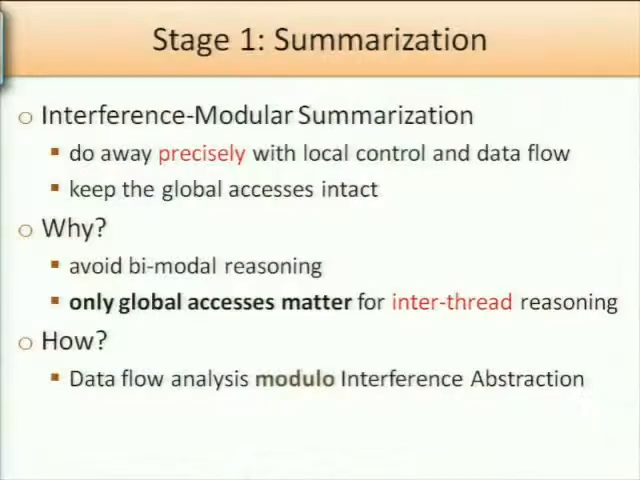 Stage 1: Summarization
o Interference-Modular Summarization
▪ do away precisely with local control and data flow
▪ keep the global accesses intact
o Why?
▪ avoid bi-modal reasoning
▪ only global accesses matter for inter-thread reasoning
o How?
▪ Data flow analysis modulo Interference Abstraction